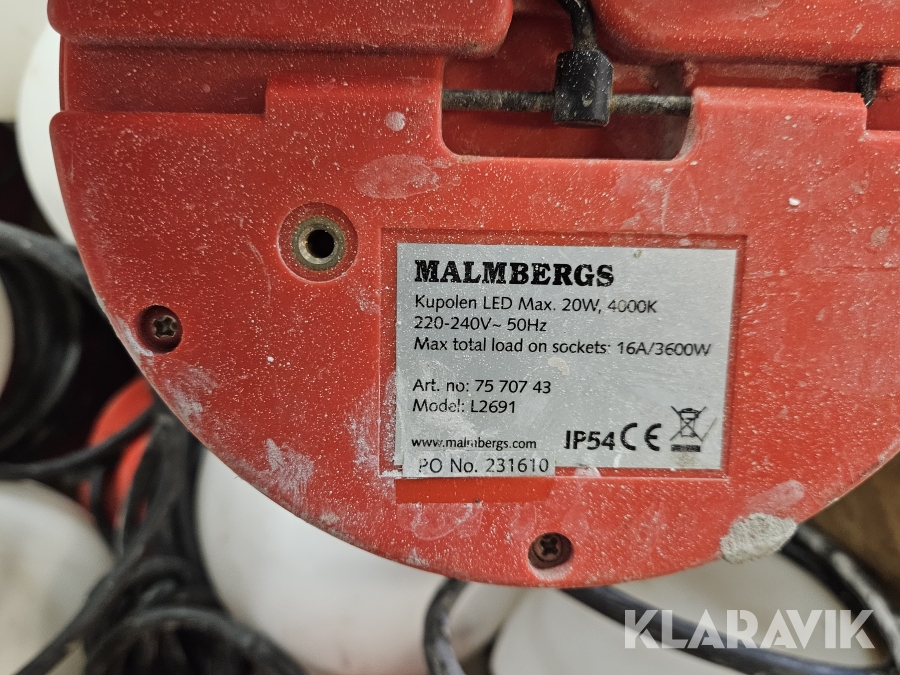 MALMBERGS
Kupolen LED Max. 20W, 4000K
220-240V~ 50Hz
Max total load on sockets: 16A/3600W
Art. no: 75 707 43
Model: L2691
www.malmbergs.com IP54 CE
PO No. 231610
KLARAVIK